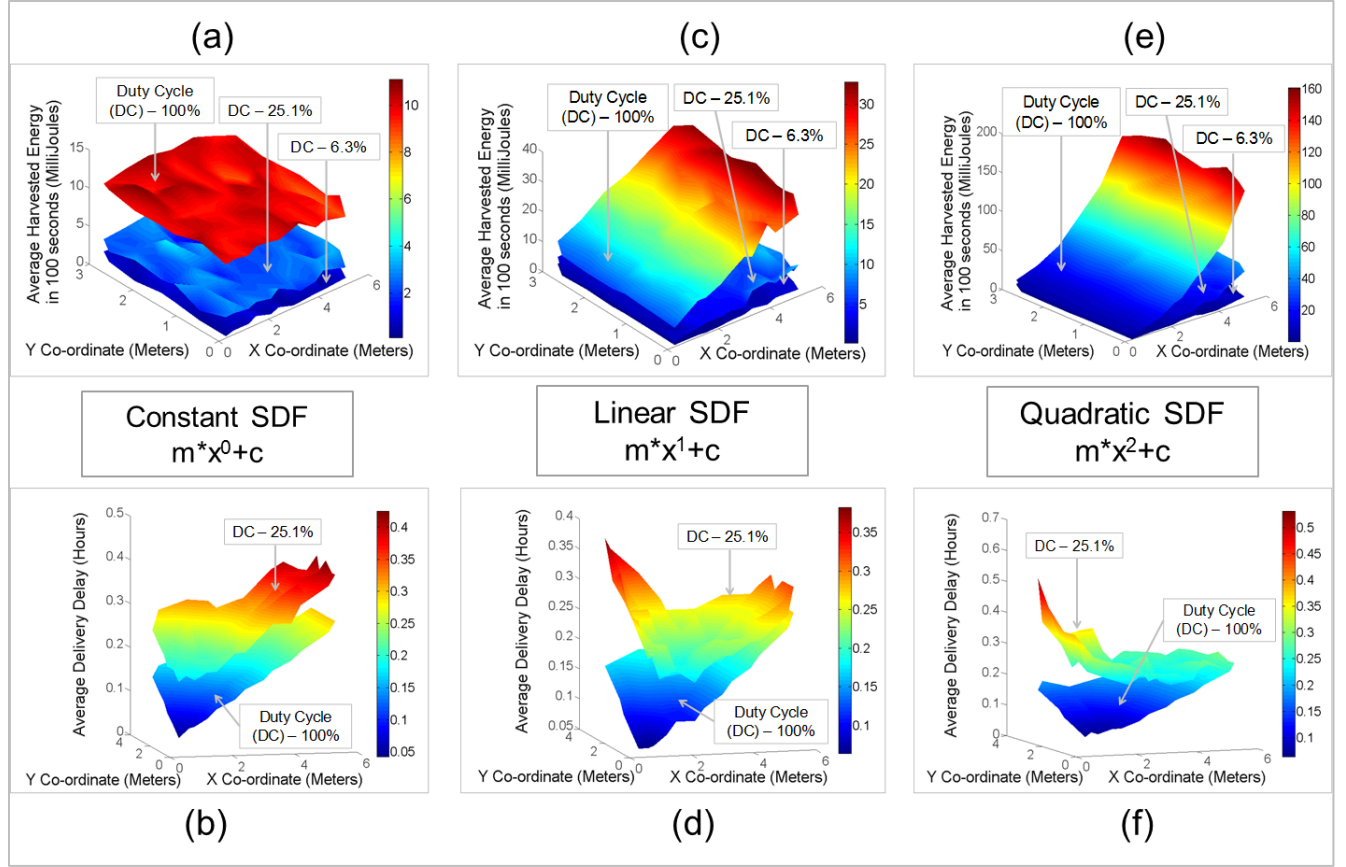 (a)
(c)
(e)
Average Harvested Energy
in 100 seconds (MilliJoules)
15
10
5
0
3
2
1
0
0
2
4
6
Y Co-ordinate (Meters)
X Co-ordinate (Meters)
Duty Cycle
(DC) – 100%
DC – 25.1%
DC – 6.3%
10
8
6
4
2
Average Harvested Energy
in 100 seconds (MilliJoules)
40
30
20
10
0
3
2
1
0
0
2
4
6
Y Co-ordinate (Meters)
X Co-ordinate (Meters)
Duty Cycle
(DC) – 100%
DC – 25.1%
DC – 6.3%
30
25
20
15
10
5
Average Harvested Energy
in 100 seconds (MilliJoules)
200
150
100
50
0
3
2
1
0
0
2
4
6
Y Co-ordinate (Meters)
X Co-ordinate (Meters)
Duty Cycle
(DC) – 100%
DC – 25.1%
DC – 6.3%
160
140
120
100
80
60
40
20
Constant SDF
m*x⁰+c
Linear SDF
m*x¹+c
Quadratic SDF
m*x²+c
Average Delivery Delay (Hours)
0.5
0.4
0.3
0.2
0.1
0
4
2
0
0
2
4
6
Y Co-ordinate (Meters)
X Co-ordinate (Meters)
DC – 25.1%
Duty Cycle
(DC) – 100%
0.4
0.35
0.3
0.25
0.2
0.15
0.1
0.05
Average Delivery Delay (Hours)
0.4
0.35
0.3
0.25
0.2
0.15
0.1
0.05
4
2
0
0
2
4
6
Y Co-ordinate (Meters)
X Co-ordinate (Meters)
DC – 25.1%
Duty Cycle
(DC) – 100%
0.35
0.3
0.25
0.2
0.15
0.1
Average Delivery Delay (Hours)
0.7
0.6
0.5
0.4
0.3
0.2
0.1
0
4
2
0
0
2
4
6
Y Co-ordinate (Meters)
X Co-ordinate (Meters)
DC – 25.1%
Duty Cycle
(DC) – 100%
0.5
0.45
0.4
0.35
0.3
0.25
0.2
0.15
0.1
(b)
(d)
(f)